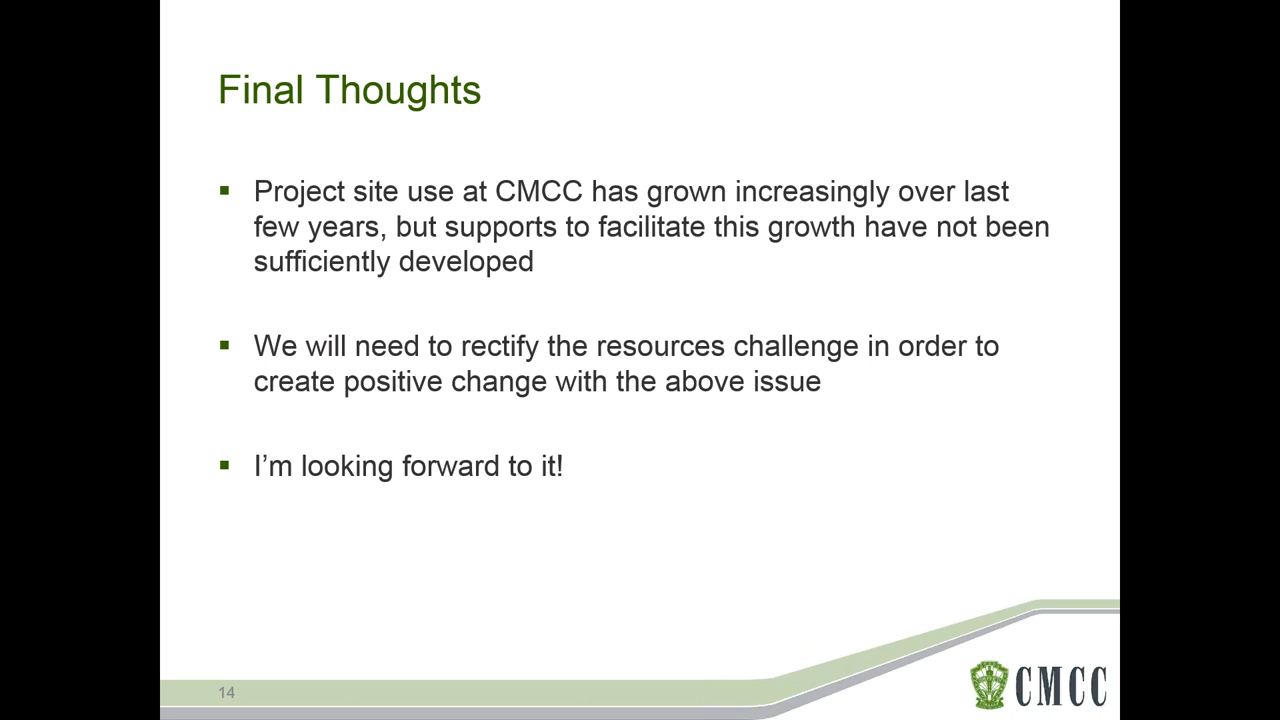 Final Thoughts
▪ Project site use at CMCC has grown increasingly over last
few years, but supports to facilitate this growth have not been
sufficiently developed
▪ We will need to rectify the resources challenge in order to
create positive change with the above issue
▪ I'm looking forward to it!
14
CMCC